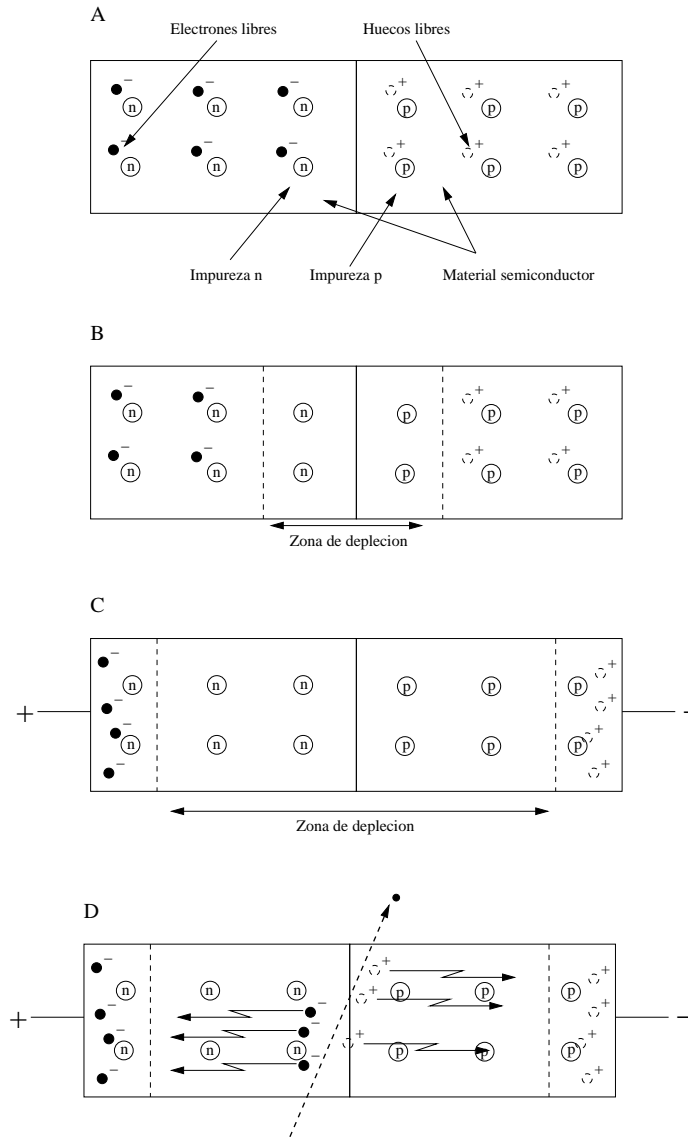 A
Electrones libres Huecos libres
− − − + + +
n n n p p p
− − − + + +
n n n p p p
Impureza n Impureza p Material semiconductor
B
− − + +
n n n p p p
− − + +
n n n p p p
Zona de deplecion
C
− +
n n n p p p
+ − + −
− +
n n n p p p
− +
Zona de deplecion
D
− + +
n n n p p p
+ − − + + −
− − + +
n n n p p p
− − +